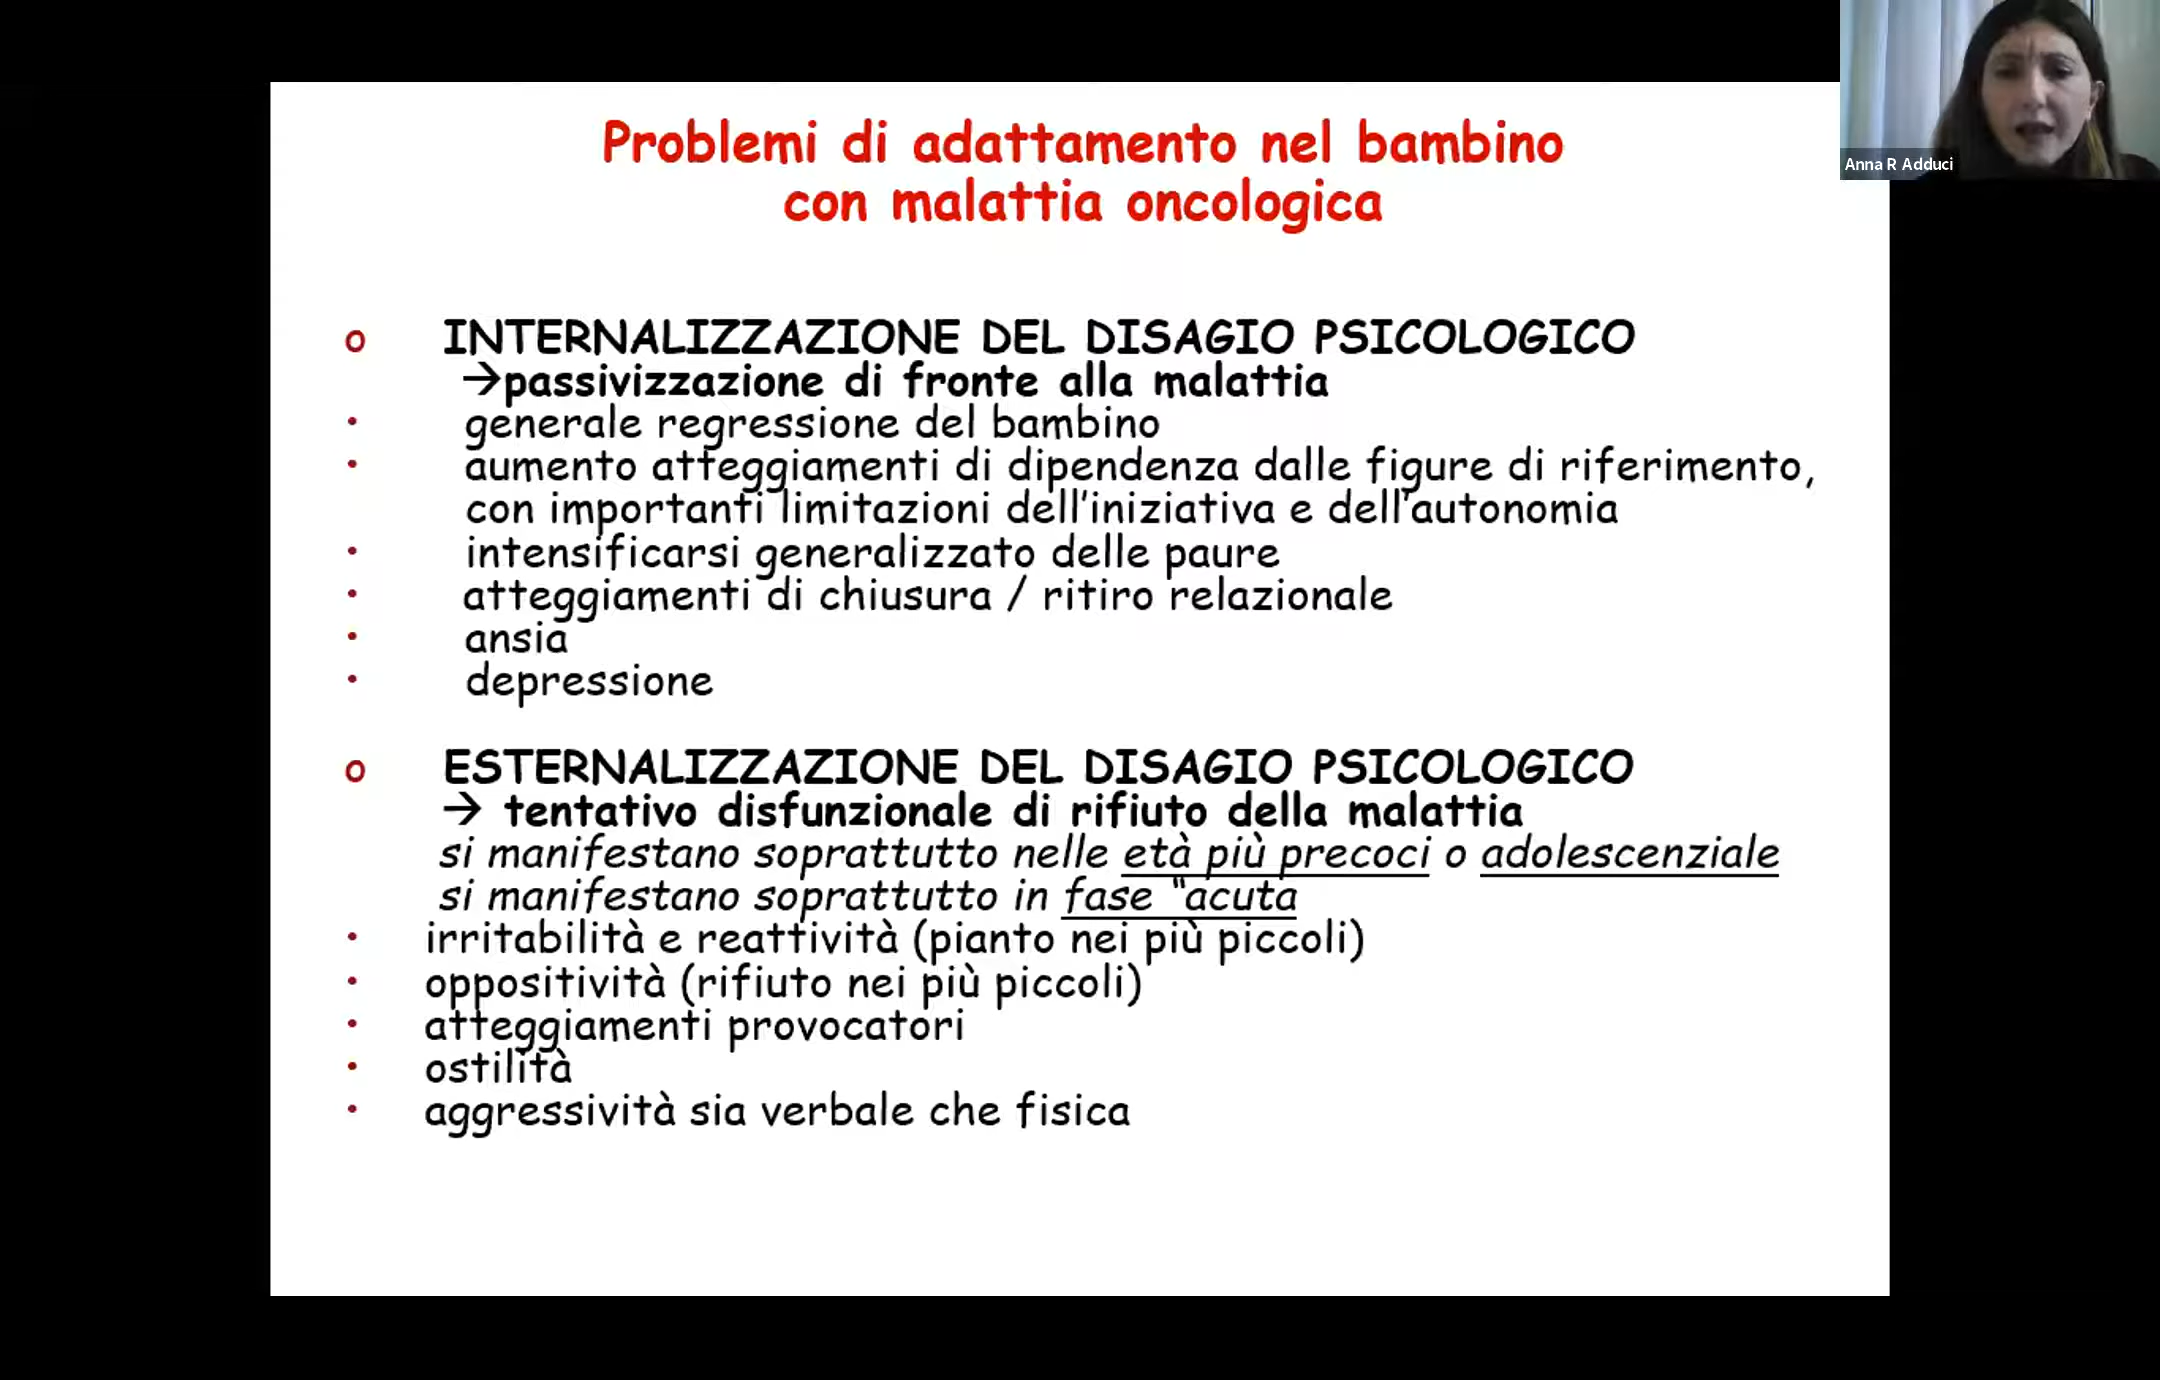 Anna R Adduci
Problemi di adattamento nel bambino
con malattia oncologica
o INTERNALIZZAZIONE DEL DISAGIO PSICOLOGICO
→passivizzazione di fronte alla malattia
• generale regressione del bambino
• aumento atteggiamenti di dipendenza dalle figure di riferimento,
con importanti limitazioni dell'iniziativa e dell'autonomia
• intensificarsi generalizzato delle paure
• atteggiamenti di chiusura / ritiro relazionale
• ansia
• depressione
o ESTERNALIZZAZIONE DEL DISAGIO PSICOLOGICO
→ tentativo disfunzionale di rifiuto della malattia
si manifestano soprattutto nelle età più precoci o adolescenziale
si manifestano soprattutto in fase "acuta
• irritabilità e reattività (pianto nei più piccoli)
• oppositività (rifiuto nei più piccoli)
• atteggiamenti provocatori
• ostilità
• aggressività sia verbale che fisica